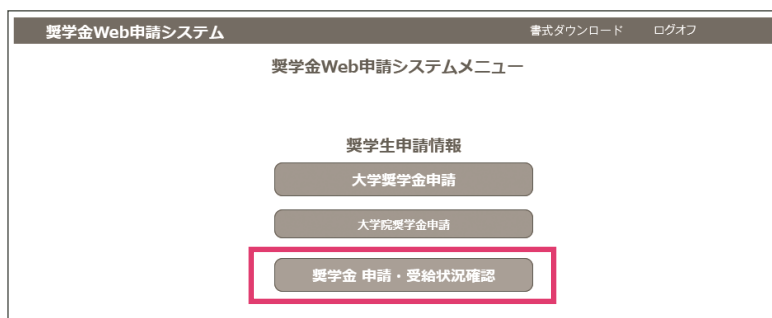 奨学金Web申請システム 書式ダウンロード ログオフ
奨学金Web申請システムメニュー
奨学生申請情報
大学奨学金申請
大学院奨学金申請
奨学金 申請・受給状況確認